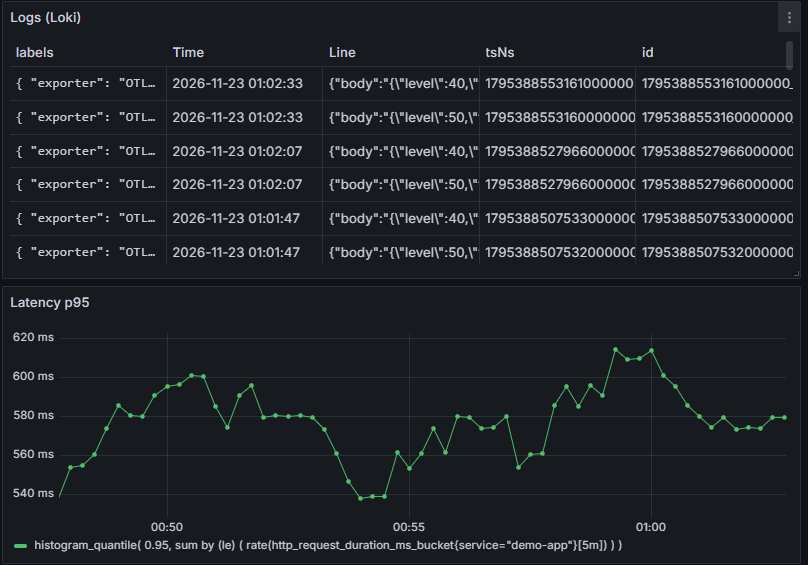 Logs (Loki)
labels Time Line tsNs id
{ "exporter": "OTL… 2026-11-23 01:02:33 {"body":"{\"level\":40,\" 1795388553161000000 1795388553161000000_
{ "exporter": "OTL… 2026-11-23 01:02:33 {"body":"{\"level\":50,\" 1795388553160000000 1795388553160000000_
{ "exporter": "OTL… 2026-11-23 01:02:07 {"body":"{\"level\":40,\" 1795388527966000000 1795388527966000000
{ "exporter": "OTL… 2026-11-23 01:02:07 {"body":"{\"level\":50,\" 1795388527966000000 1795388527966000000
{ "exporter": "OTL… 2026-11-23 01:01:47 {"body":"{\"level\":40,\" 1795388507533000000 1795388507533000000
{ "exporter": "OTL… 2026-11-23 01:01:47 {"body":"{\"level\":50,\" 1795388507532000000 1795388507532000000
Latency p95
620 ms
600 ms
580 ms
560 ms
540 ms
00:50 00:55 01:00
histogram_quantile( 0.95, sum by (le) ( rate(http_request_duration_ms_bucket{service="demo-app"}[5m]) ) )